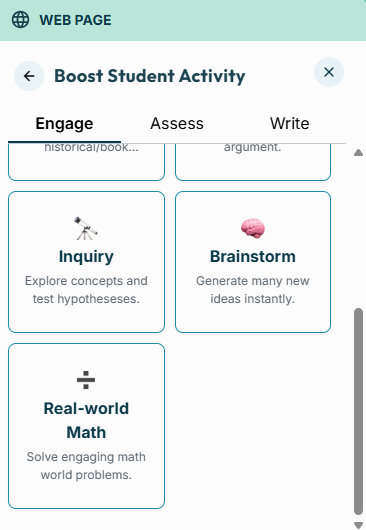 WEB PAGE
Boost Student Activity
Engage Assess Write
historical/book...
argument.
Inquiry
Explore concepts and
test hypotheseses.
Brainstorm
Generate many new
ideas instantly.
Real-world
Math
Solve engaging math
world problems.